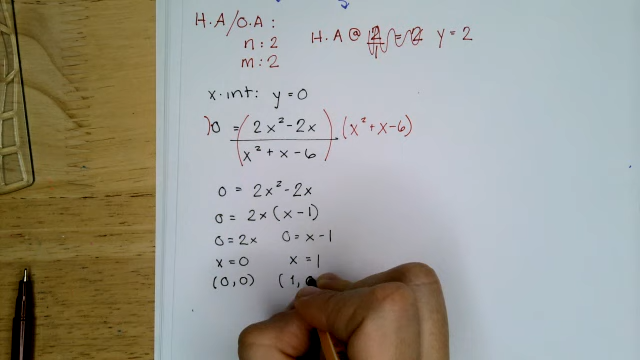 H.A/O.A:
n: 2
m: 2
H.A @ y = 2
x-int: y = 0
0 = (2x² - 2x / x² + x - 6) (x² + x - 6)
0 = 2x² - 2x
0 = 2x (x - 1)
0 = 2x 0 = x - 1
x = 0 x = 1
(0,0) (1,